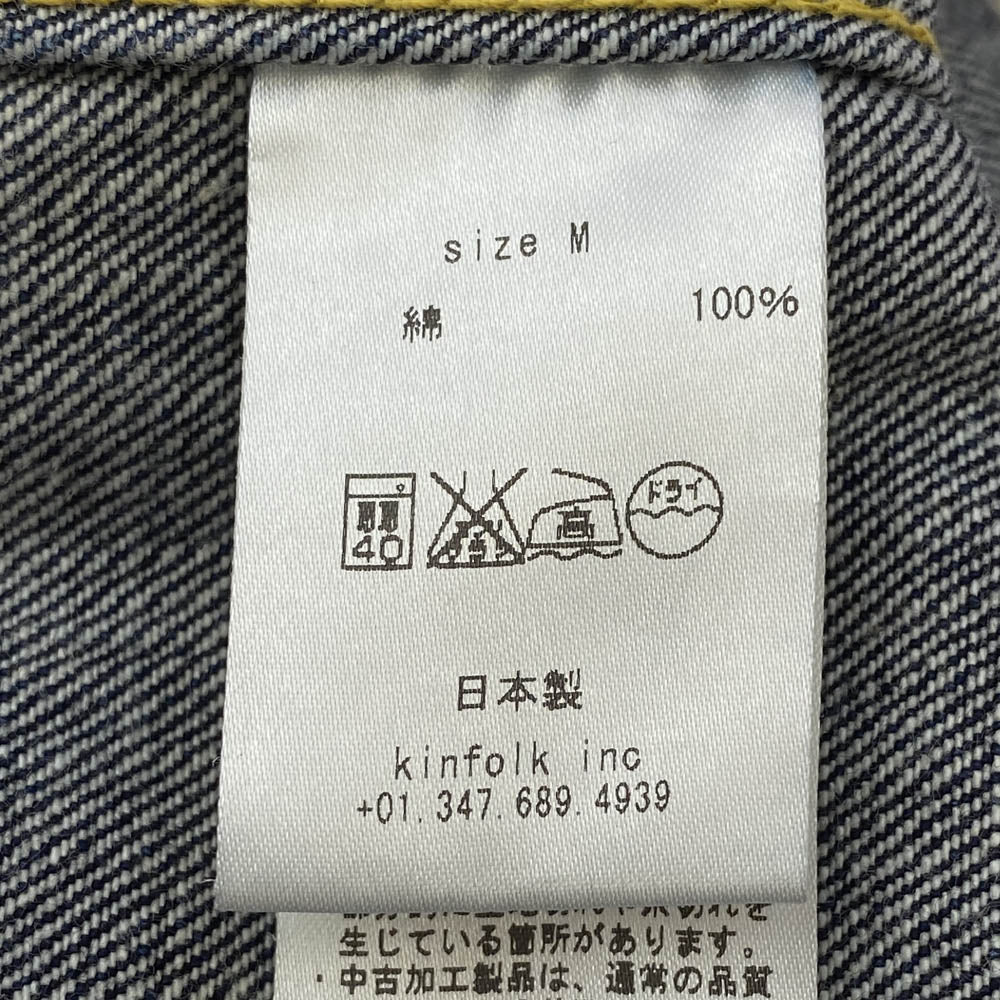 size M
綿 100%
40 高 ドライ
日本製
kinfolk inc
+01.347.689.4939
生じている箇所があります。
・中古加工製品は、通常の品質